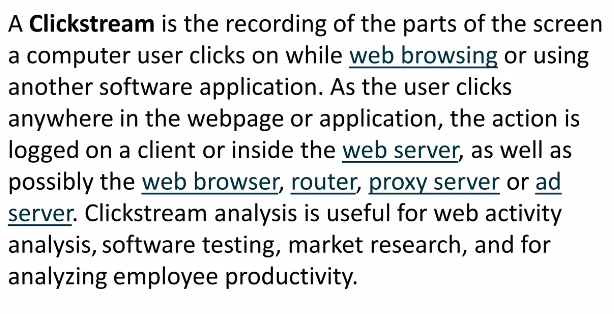 A Clickstream is the recording of the parts of the screen
a computer user clicks on while web browsing or using
another software application. As the user clicks
anywhere in the webpage or application, the action is
logged on a client or inside the web server, as well as
possibly the web browser, router, proxy server or ad
server. Clickstream analysis is useful for web activity
analysis, software testing, market research, and for
analyzing employee productivity.